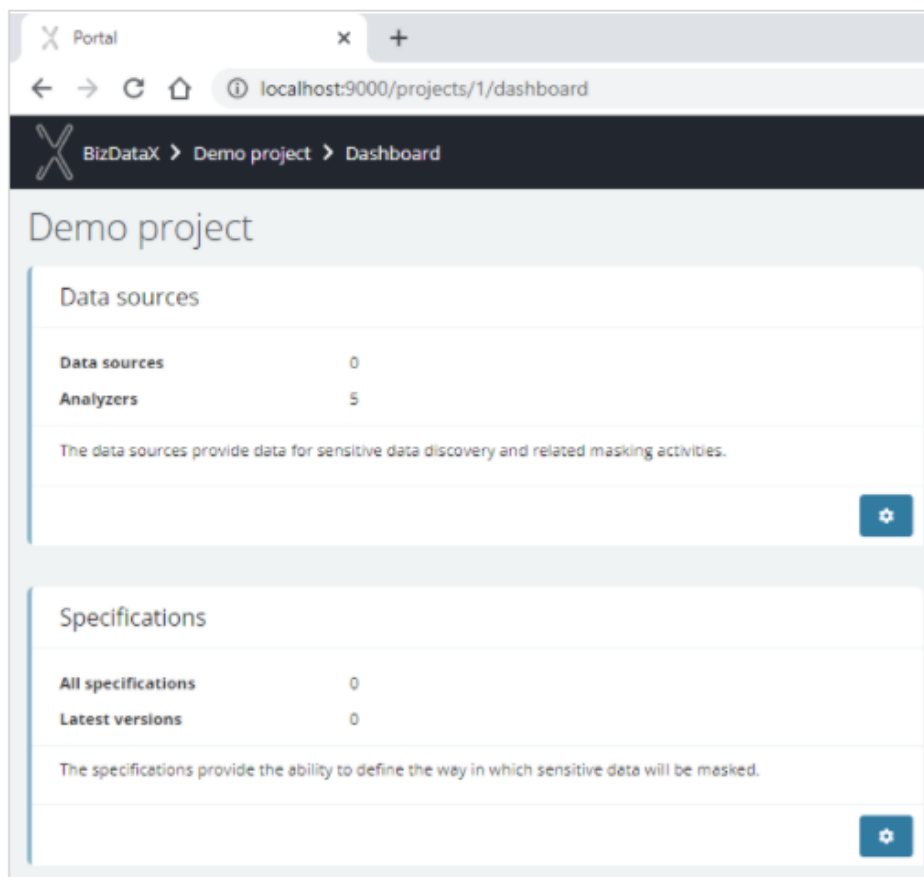 Portal
localhost:9000/projects/1/dashboard
BizDataX > Demo project > Dashboard
Demo project
Data sources
Data sources 0
Analyzers 5
The data sources provide data for sensitive data discovery and related masking activities.
Specifications
All specifications 0
Latest versions 0
The specifications provide the ability to define the way in which sensitive data will be masked.